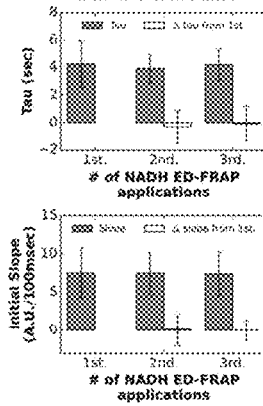 8
Tau
Δ tau from 1st.
6
4
2
0
−2
Tau (sec)
1st. 2nd. 3rd.
# of NADH ED-FRAP
applications
15
Slope
Δ slope from 1st.
10
5
0
Initial Slope
(A.U./100msec)
1st. 2nd. 3rd.
# of NADH ED-FRAP
applications